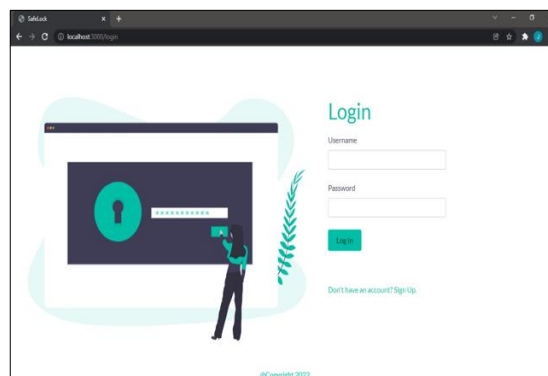 SafeLock
localhost:3000/login
Login
Username
Password
Log in
Don't have an account? Sign Up.
@Copyright 2022